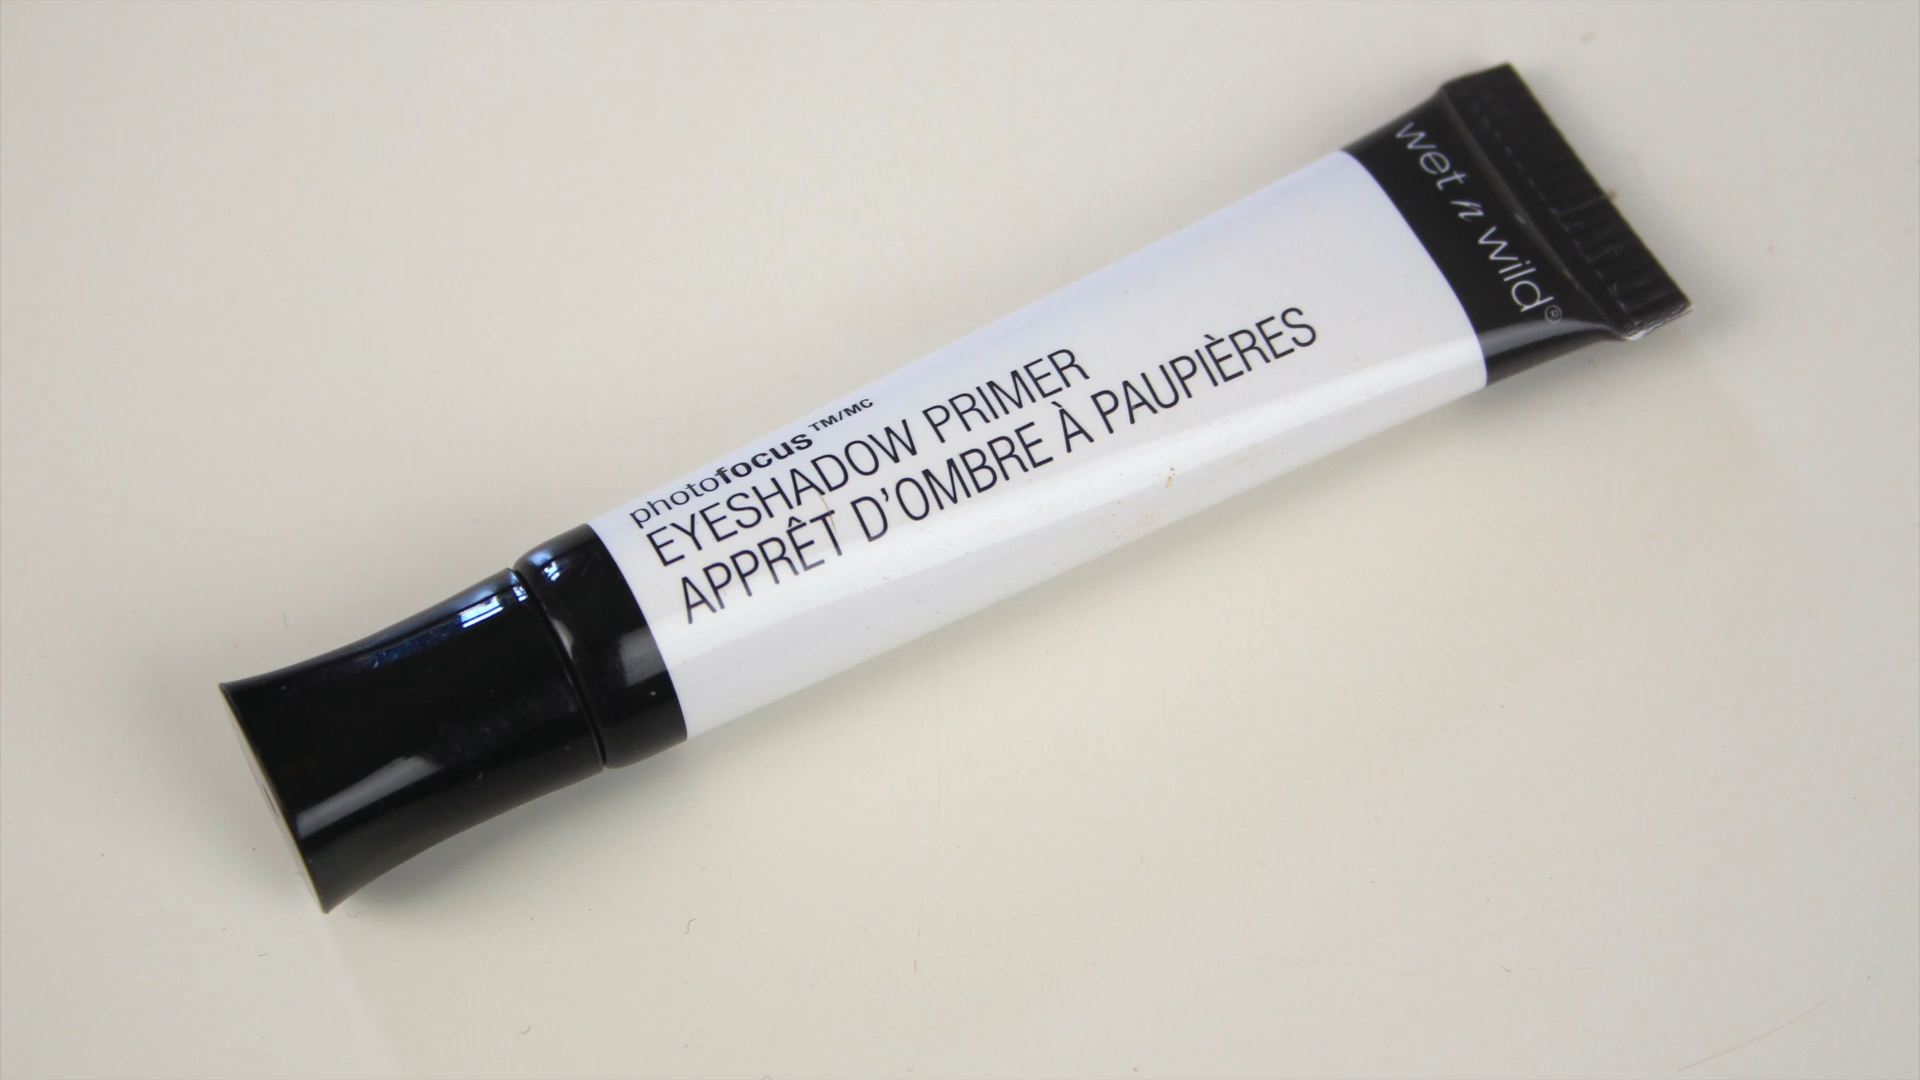 photofocus™/MC
EYESHADOW PRIMER
APPRÊT D'OMBRE À PAUPIÈRES
wet n wild®